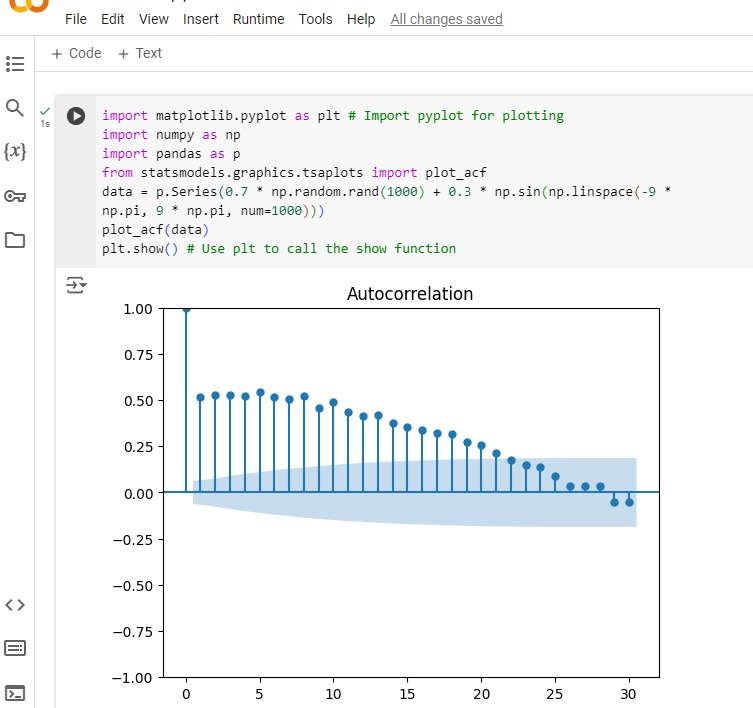 File Edit View Insert Runtime Tools Help All changes saved
+ Code + Text
{x}
1s
import matplotlib.pyplot as plt # Import pyplot for plotting
import numpy as np
import pandas as p
from statsmodels.graphics.tsaplots import plot_acf
data = p.Series(0.7 * np.random.rand(1000) + 0.3 * np.sin(np.linspace(-9 *
np.pi, 9 * np.pi, num=1000)))
plot_acf(data)
plt.show() # Use plt to call the show function
Autocorrelation
1.00
0.75
0.50
0.25
0.00
−0.25
−0.50
−0.75
−1.00
0 5 10 15 20 25 30